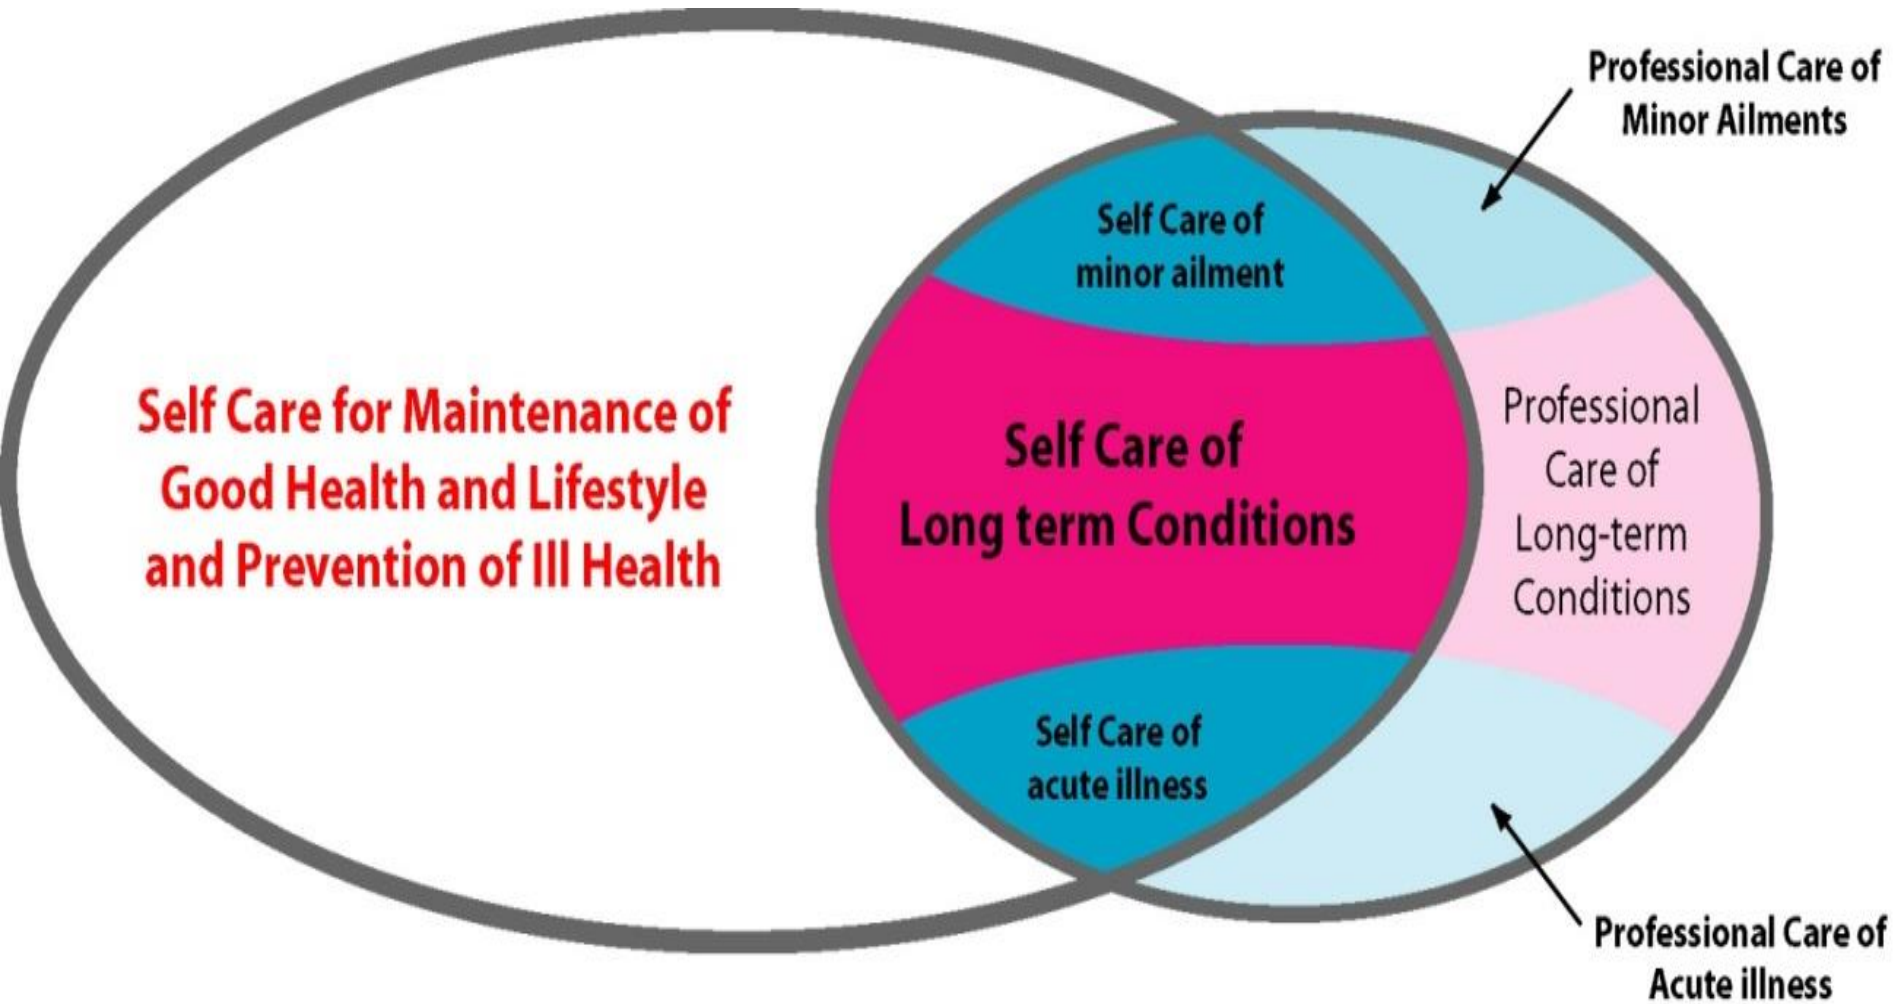 Professional Care of
Minor Ailments
Self Care of
minor ailment
Self Care for Maintenance of
Good Health and Lifestyle
and Prevention of Ill Health
Self Care of
Long term Conditions
Professional
Care of
Long-term
Conditions
Self Care of
acute illness
Professional Care of
Acute illness